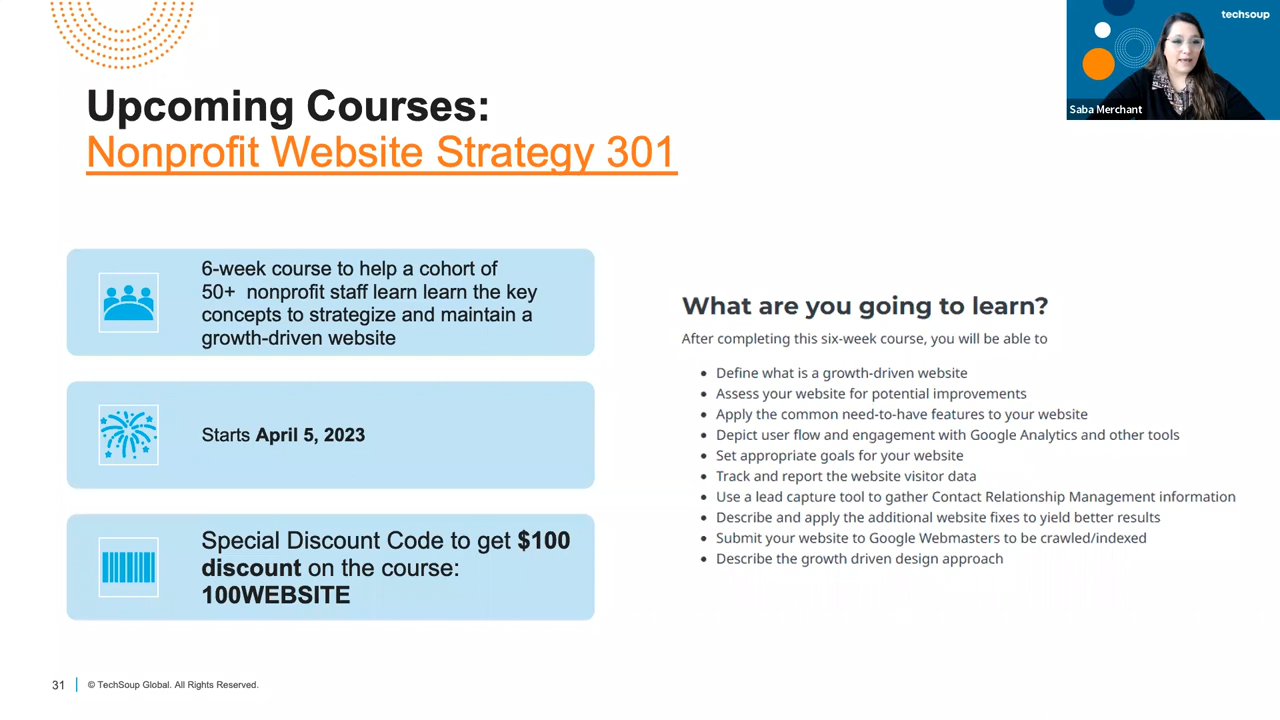 techsoup
Saba Merchant
Upcoming Courses:
Nonprofit Website Strategy 301
6-week course to help a cohort of
50+ nonprofit staff learn learn the key
concepts to strategize and maintain a
growth-driven website
Starts April 5, 2023
Special Discount Code to get $100
discount on the course:
100WEBSITE
What are you going to learn?
After completing this six-week course, you will be able to
• Define what is a growth-driven website
• Assess your website for potential improvements
• Apply the common need-to-have features to your website
• Depict user flow and engagement with Google Analytics and other tools
• Set appropriate goals for your website
• Track and report the website visitor data
• Use a lead capture tool to gather Contact Relationship Management information
• Describe and apply the additional website fixes to yield better results
• Submit your website to Google Webmasters to be crawled/indexed
• Describe the growth driven design approach
31
© TechSoup Global. All Rights Reserved.